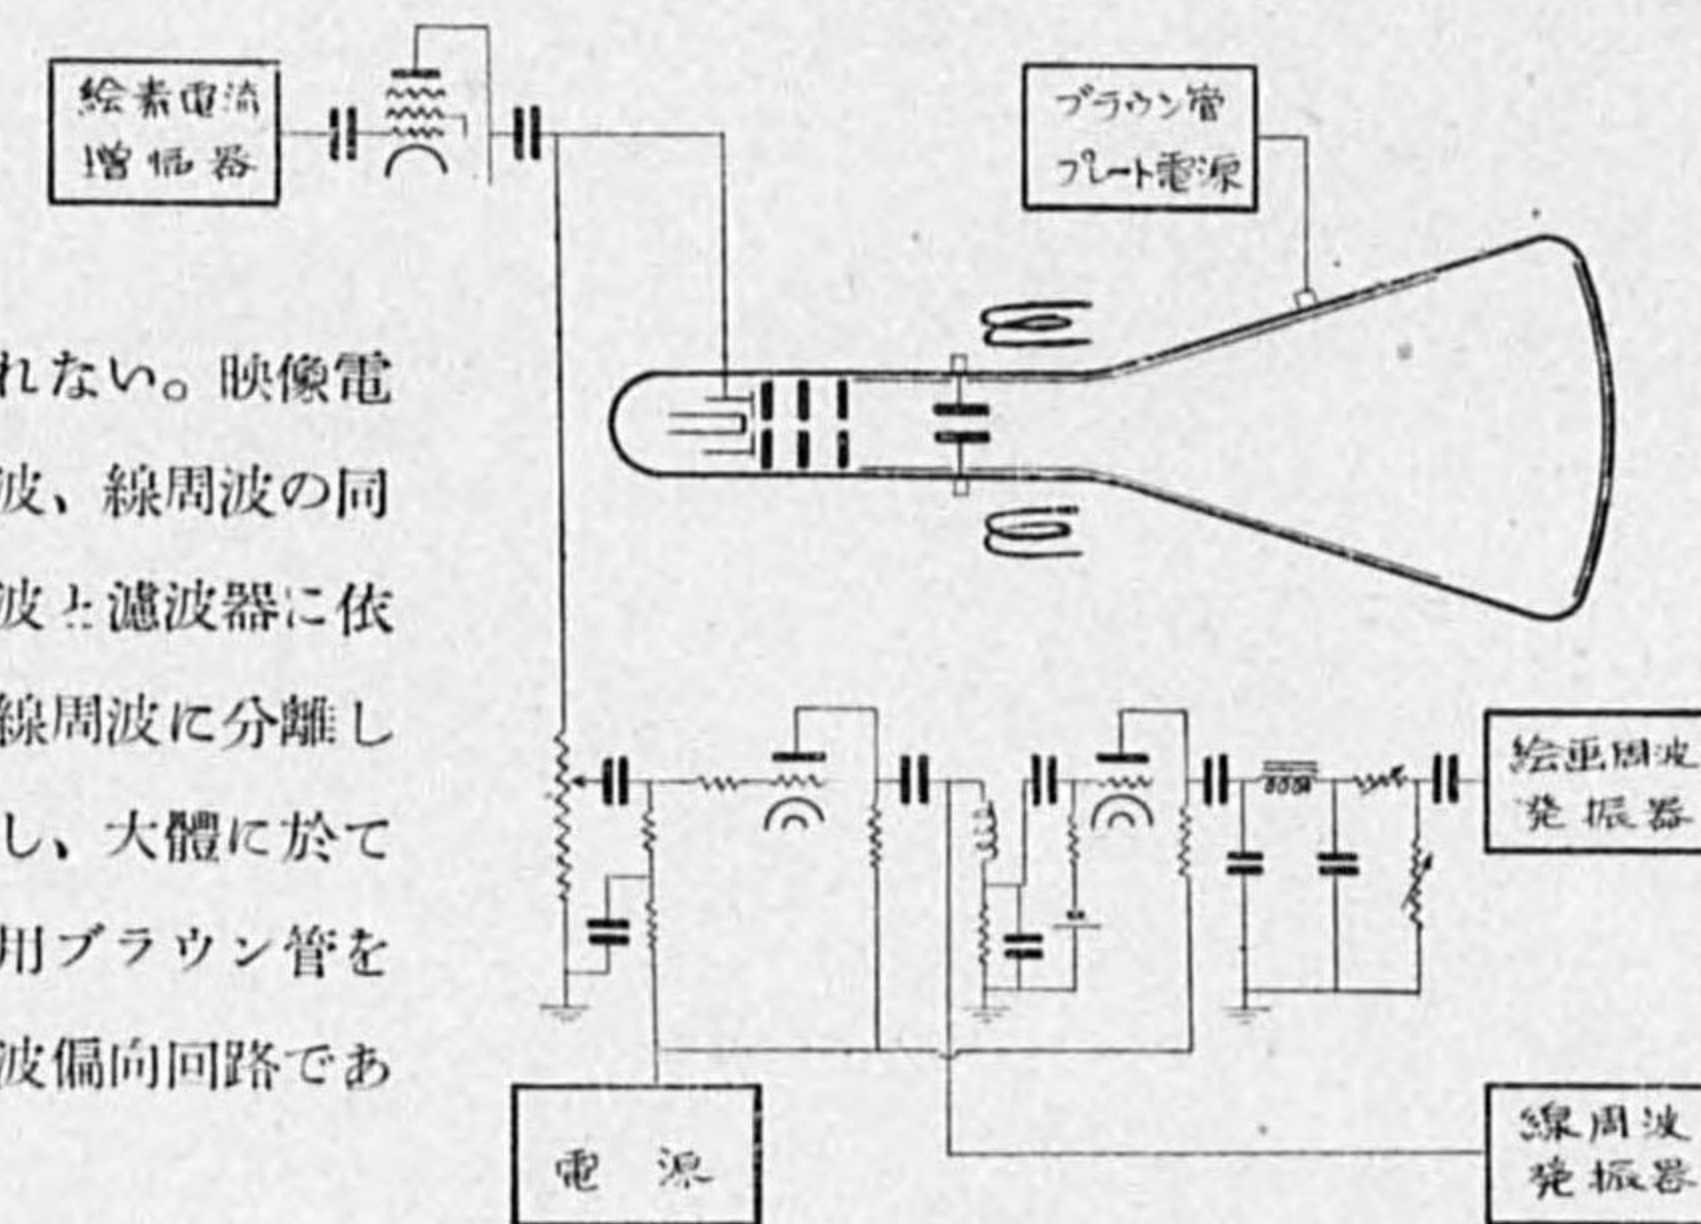 絵素電流
増幅器
ブラウン管
プレート電源
れない。映像電
波、線周波の同
波と濾波器に依
線周波に分離し
し、大體に於て
用ブラウン管を
波偏向回路であ
絵画周波
発振器
電源
線周波
発振器